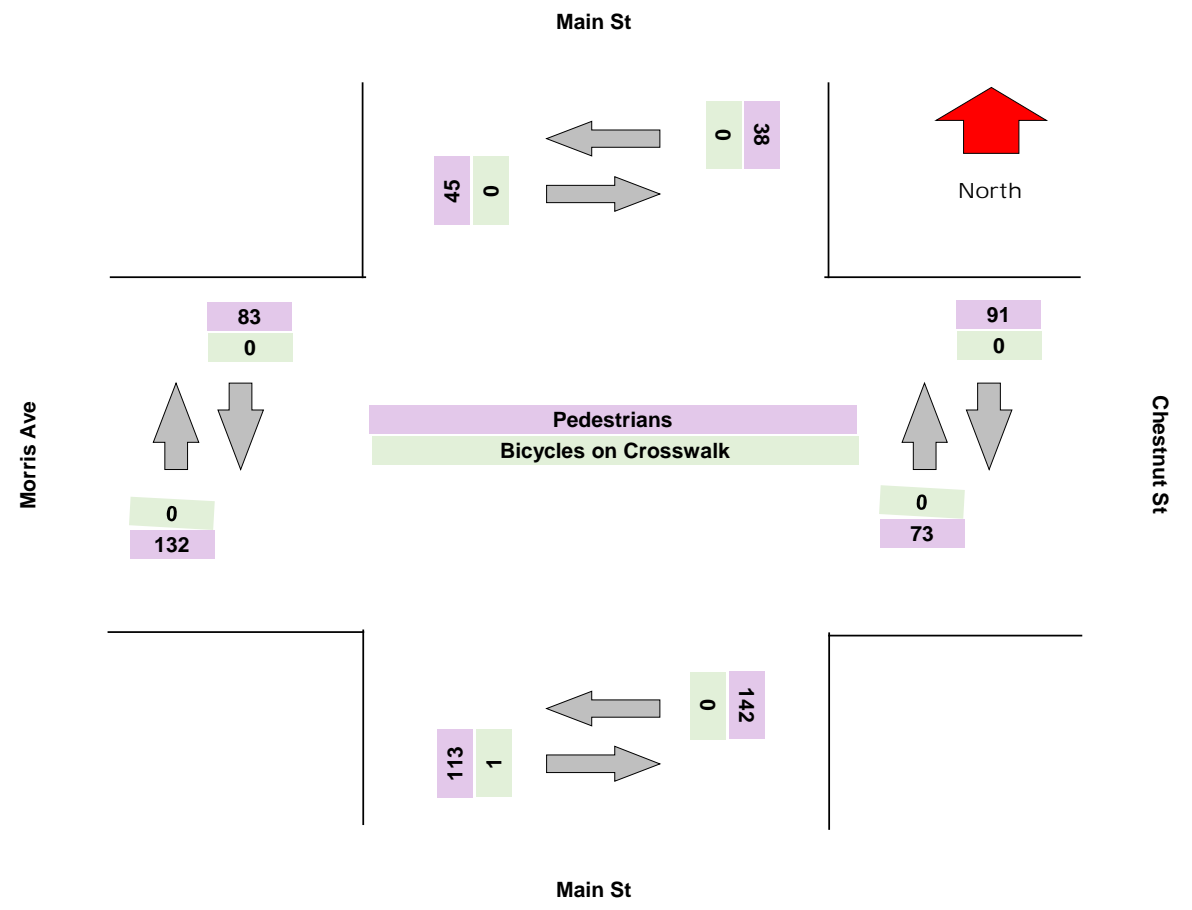 Main St
0
38
45
0
North
83
0
91
0
Morris Ave
Pedestrians
Bicycles on Crosswalk
Chestnut St
0
132
0
73
0
142
113
1
Main St